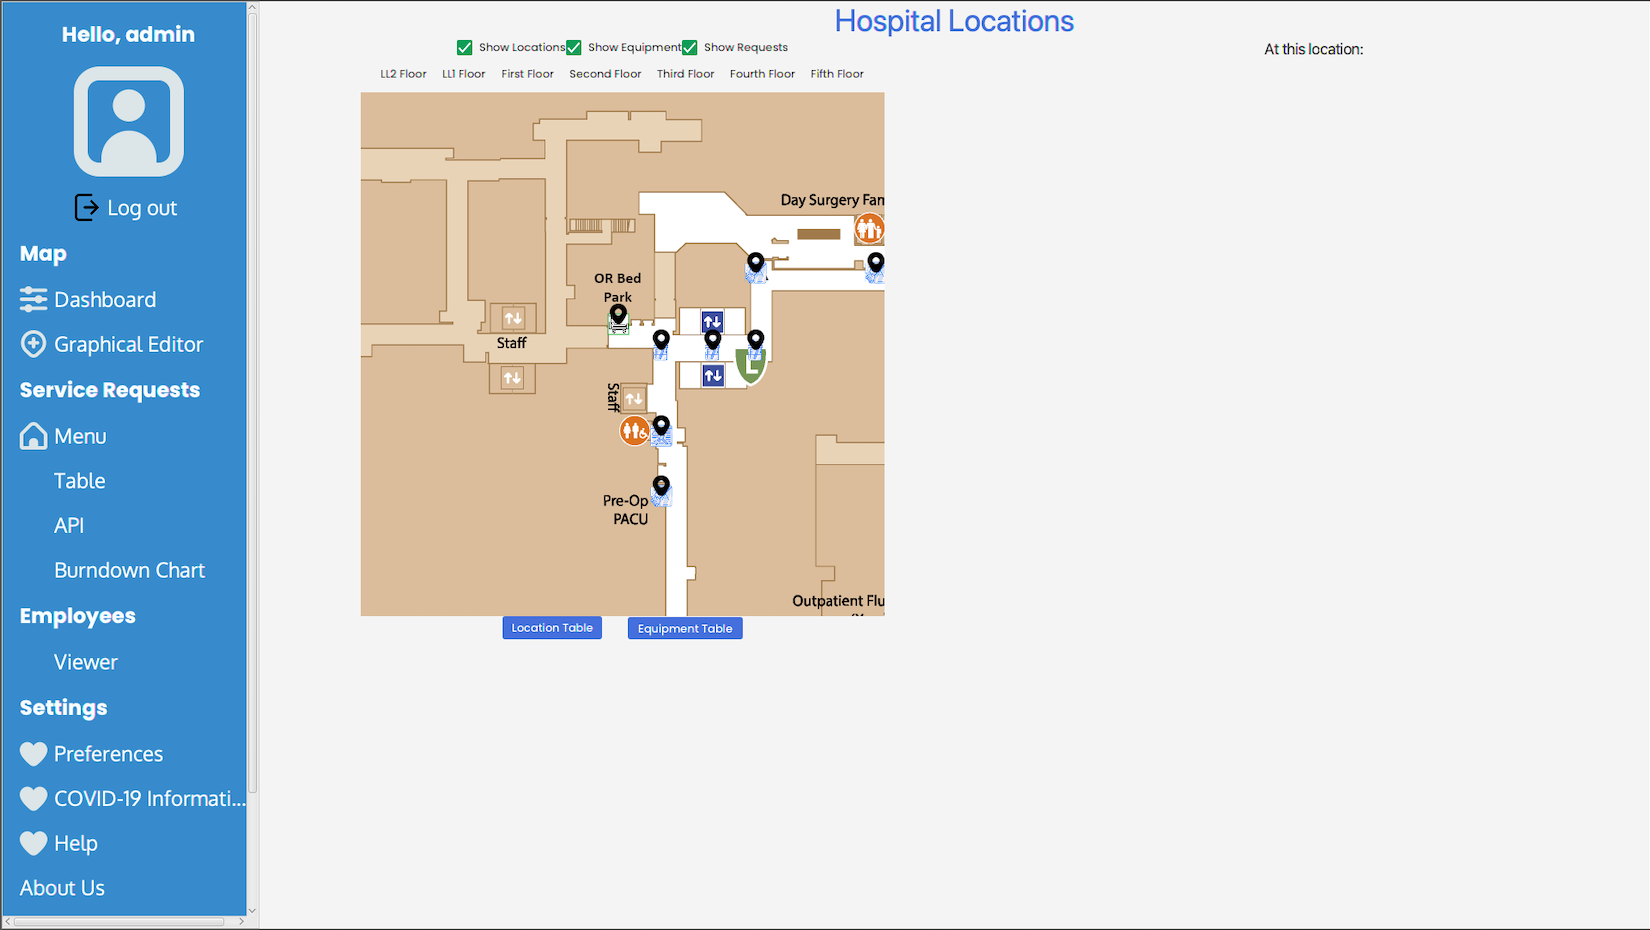 Hello, admin
Log out
Map
Dashboard
Graphical Editor
Service Requests
Menu
Table
API
Burndown Chart
Employees
Viewer
Settings
Preferences
COVID-19 Informati...
Help
About Us
Hospital Locations
Show Locations Show Equipment Show Requests
At this location:
LL2 Floor LL1 Floor First Floor Second Floor Third Floor Fourth Floor Fifth Floor
Day Surgery Fam
OR Bed
Park
Staff
L
Staff
Pre-Op
PACU
Outpatient Flu
Location Table Equipment Table